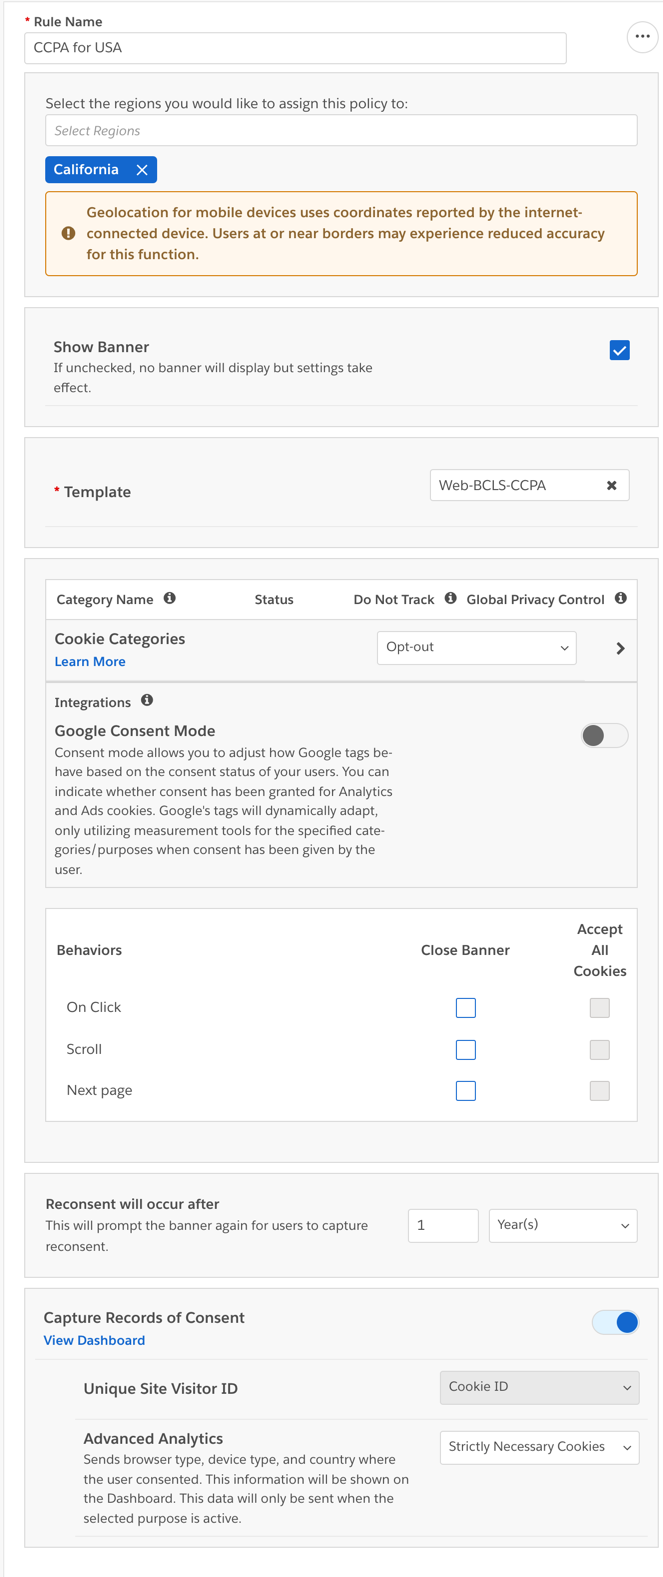 * Rule Name
CCPA for USA
Select the regions you would like to assign this policy to:
Select Regions
California
Geolocation for mobile devices uses coordinates reported by the internet-
connected device. Users at or near borders may experience reduced accuracy
for this function.
Show Banner
If unchecked, no banner will display but settings take
effect.
* Template
Web-BCLS-CCPA
Category Name Status Do Not Track Global Privacy Control
Cookie Categories
Opt-out
Learn More
Integrations
Google Consent Mode
Consent mode allows you to adjust how Google tags be-
have based on the consent status of your users. You can
indicate whether consent has been granted for Analytics
and Ads cookies. Google's tags will dynamically adapt,
only utilizing measurement tools for the specified cate-
gories/purposes when consent has been given by the
user.
Behaviors Close Banner Accept
All
Cookies
On Click
Scroll
Next page
Reconsent will occur after
This will prompt the banner again for users to capture
reconsent.
1 Year(s)
Capture Records of Consent
View Dashboard
Unique Site Visitor ID Cookie ID
Advanced Analytics
Strictly Necessary Cookies
Sends browser type, device type, and country where
the user consented. This information will be shown on
the Dashboard. This data will only be sent when the
selected purpose is active.